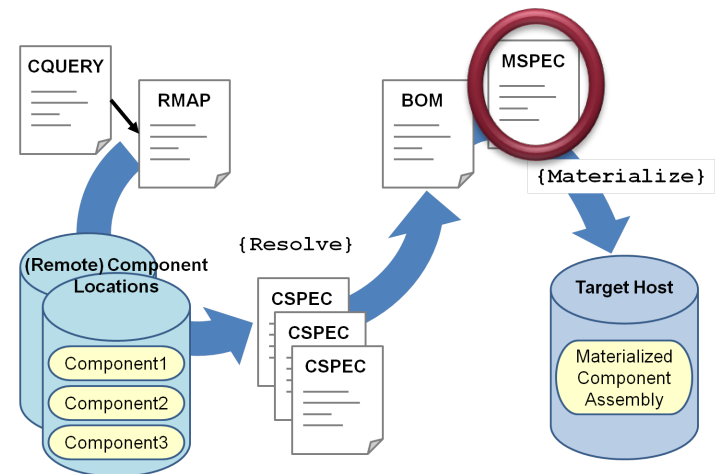 CQUERY
RMAP
BOM
MSPEC
{Materialize}
{Resolve}
(Remote) Component
Locations
Component1
Component2
Component3
CSPEC
CSPEC
CSPEC
Target Host
Materialized
Component
Assembly